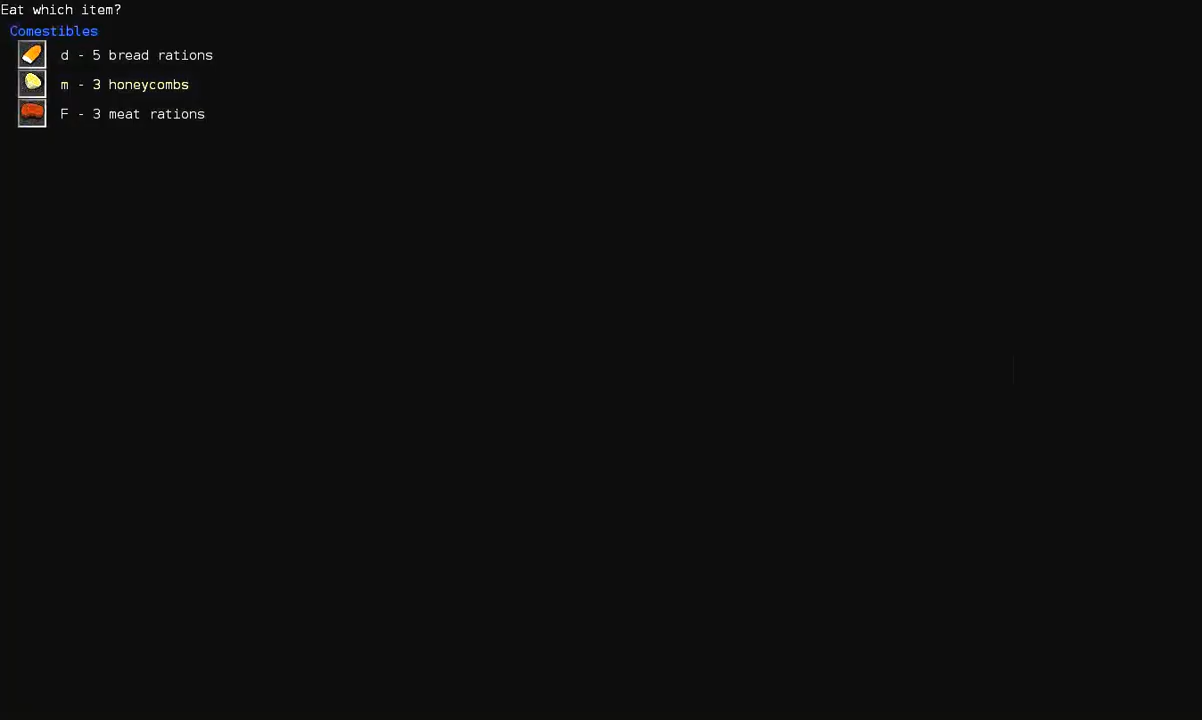 Eat which item?
Comestibles
d - 5 bread rations
m - 3 honeycombs
F - 3 meat rations